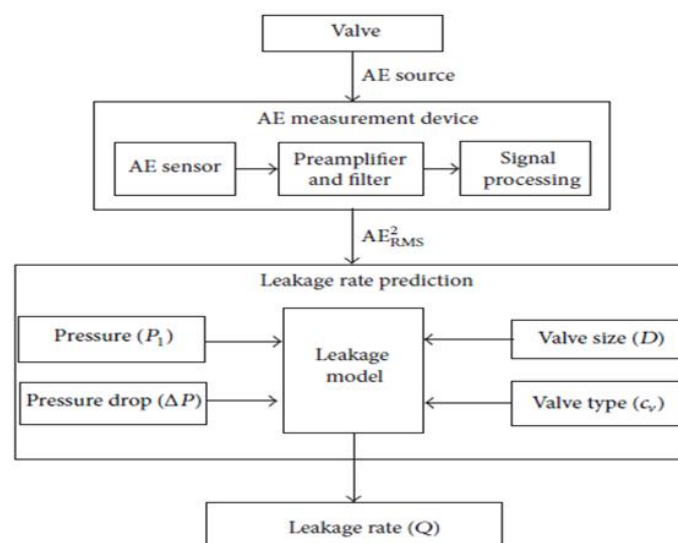 Valve
AE source
AE measurement device
AE sensor
Preamplifier
and filter
Signal
processing
AE²RMS
Leakage rate prediction
Pressure (P₁)
Pressure drop (ΔP)
Leakage
model
Valve size (D)
Valve type (cᵥ)
Leakage rate (Q)